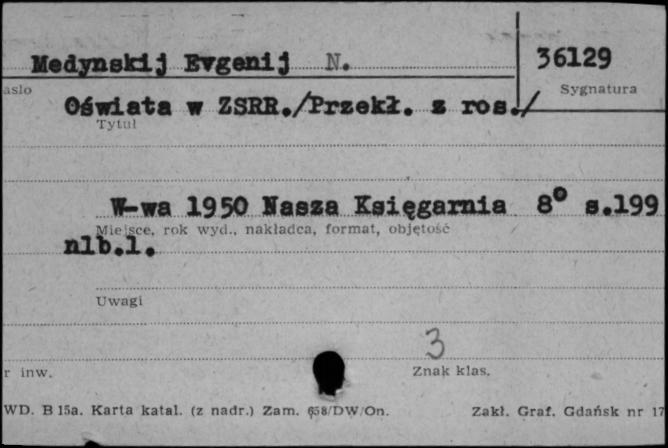 Medynskij Evgenij N. 36129
asło Sygnatura
Oświata w ZSRR./Przekł. z ros./
Tytuł
W-wa 1950 Nasza Księgarnia 8° s.199
Miejsce, rok wyd., nakładca, format, objętość
nlb.1.
Uwagi
3
r inw. Znak klas.
WD. B 15a. Karta katal. (z nadr.) Zam. 658/DW/On. Zakł. Graf. Gdańsk nr 17